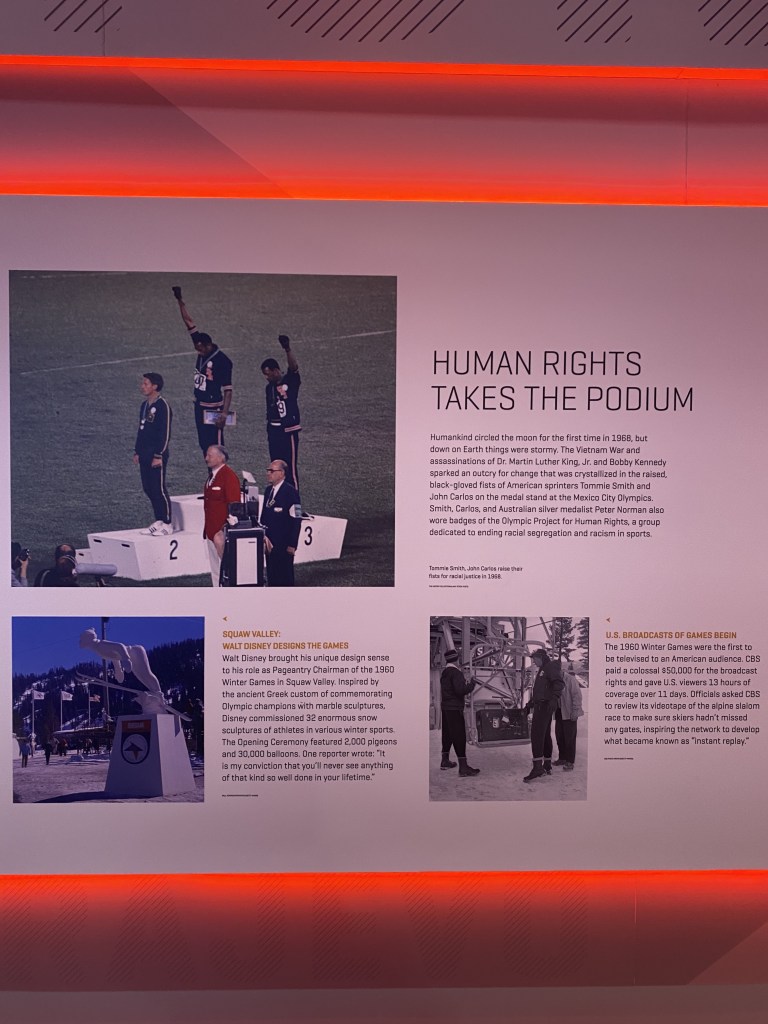 HUMAN RIGHTS
TAKES THE PODIUM
Humankind circled the moon for the first time in 1968, but
down on Earth things were stormy. The Vietnam War and
assassinations of Dr. Martin Luther King, Jr. and Bobby Kennedy
sparked an outcry for change that was crystallized in the raised,
black-gloved fists of American sprinters Tommie Smith and
John Carlos on the medal stand at the Mexico City Olympics.
Smith, Carlos, and Australian silver medalist Peter Norman also
wore badges of the Olympic Project for Human Rights, a group
dedicated to ending racial segregation and racism in sports.
Tommie Smith, John Carlos raise their
fists for racial justice in 1968.
2
3
SQUAW VALLEY:
WALT DISNEY DESIGNS THE GAMES
Walt Disney brought his unique design sense
to his role as Pageantry Chairman of the 1960
Winter Games in Squaw Valley. Inspired by
the ancient Greek custom of commemorating
Olympic champions with marble sculptures,
Disney commissioned 32 enormous snow
sculptures of athletes in various winter sports.
The Opening Ceremony featured 2,000 pigeons
and 30,000 balloons. One reporter wrote: "It
is my conviction that you'll never see anything
of that kind so well done in your lifetime."
U.S. BROADCASTS OF GAMES BEGIN
The 1960 Winter Games were the first to
be televised to an American audience. CBS
paid a colossal $50,000 for the broadcast
rights and gave U.S. viewers 13 hours of
coverage over 11 days. Officials asked CBS
to review its videotape of the alpine slalom
race to make sure skiers hadn't missed
any gates, inspiring the network to develop
what became known as "instant replay."